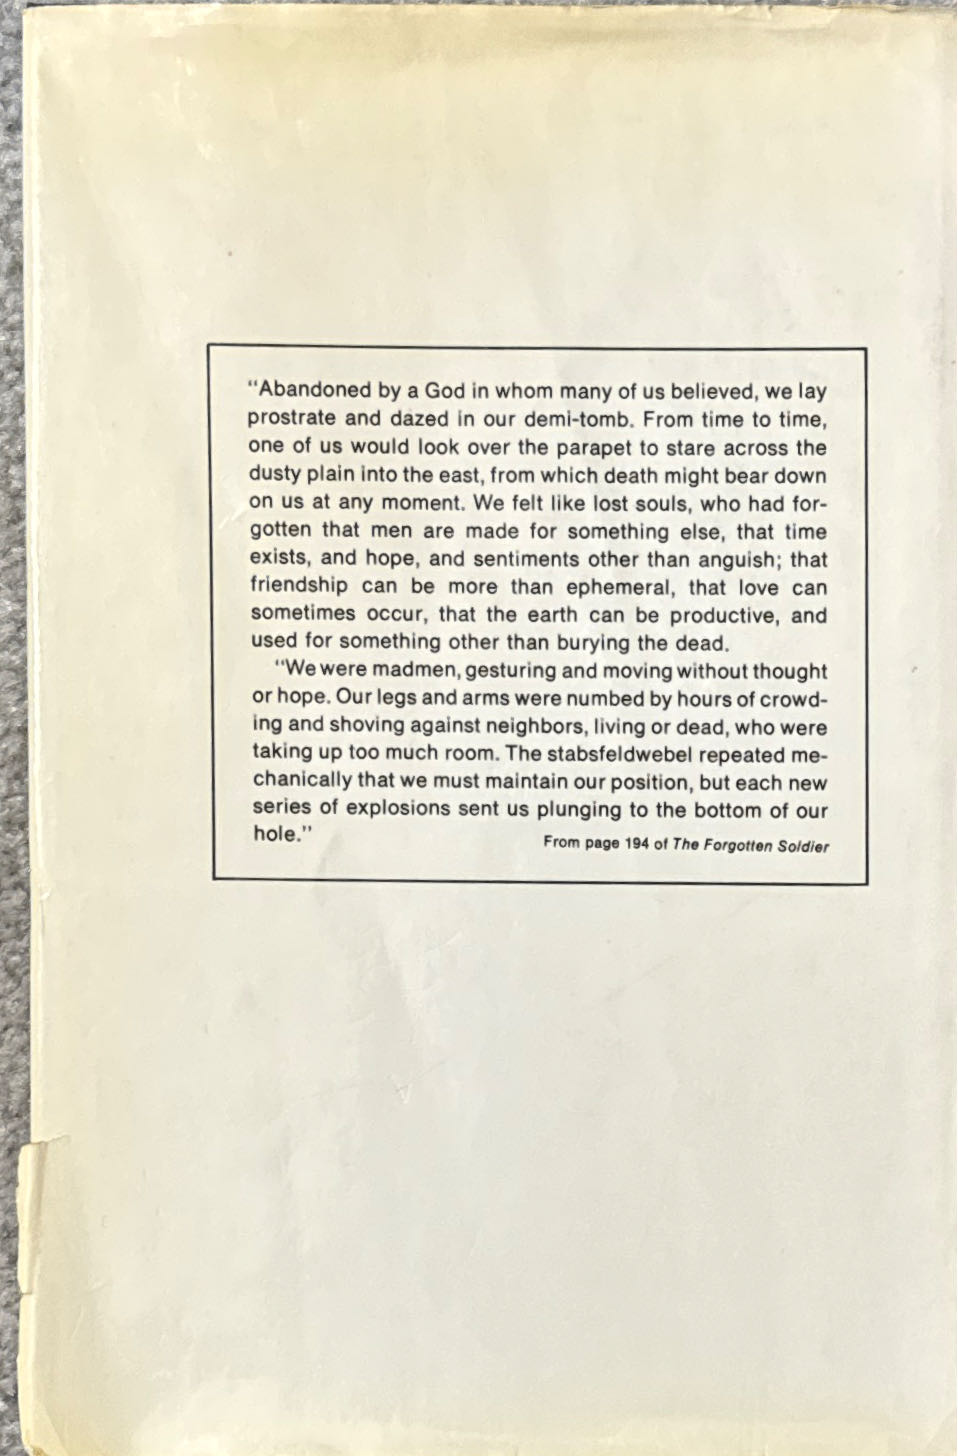 “Abandoned by a God in whom many of us believed, we lay
prostrate and dazed in our demi-tomb. From time to time,
one of us would look over the parapet to stare across the
dusty plain into the east, from which death might bear down
on us at any moment. We felt like lost souls, who had for-
gotten that men are made for something else, that time
exists, and hope, and sentiments other than anguish; that
friendship can be more than ephemeral, that love can
sometimes occur, that the earth can be productive, and
used for something other than burying the dead.
“We were madmen, gesturing and moving without thought
or hope. Our legs and arms were numbed by hours of crowd-
ing and shoving against neighbors, living or dead, who were
taking up too much room. The stabsfeldwebel repeated me-
chanically that we must maintain our position, but each new
series of explosions sent us plunging to the bottom of our
hole.”
From page 194 of The Forgotten Soldier